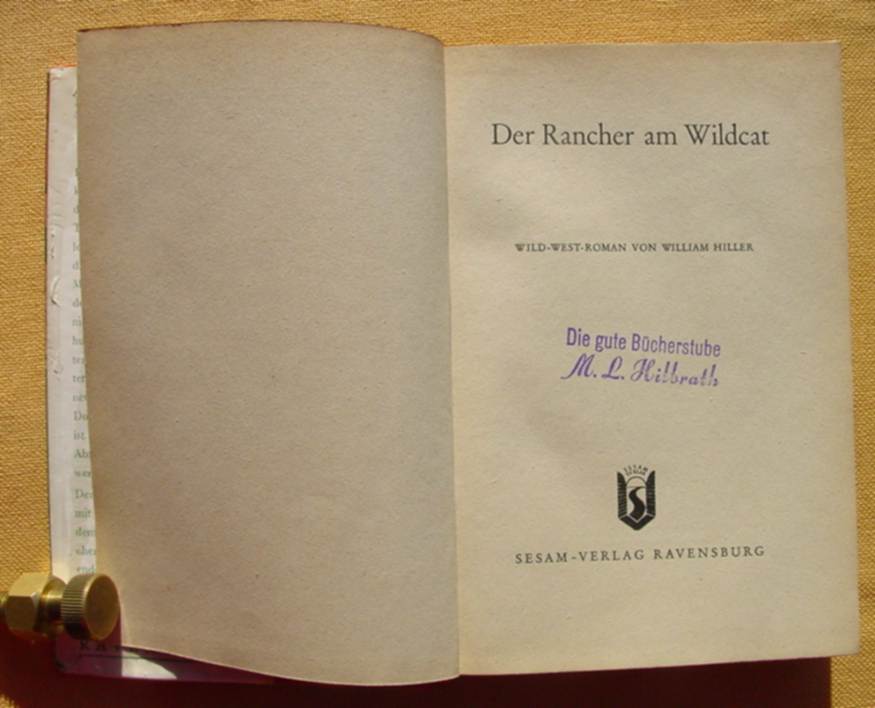 Der Rancher am Wildcat
WILD-WEST-ROMAN VON WILLIAM HILLER
Die gute Bücherstube
M. L. Hilbrath
SESAM
SESAM-VERLAG RAVENSBURG